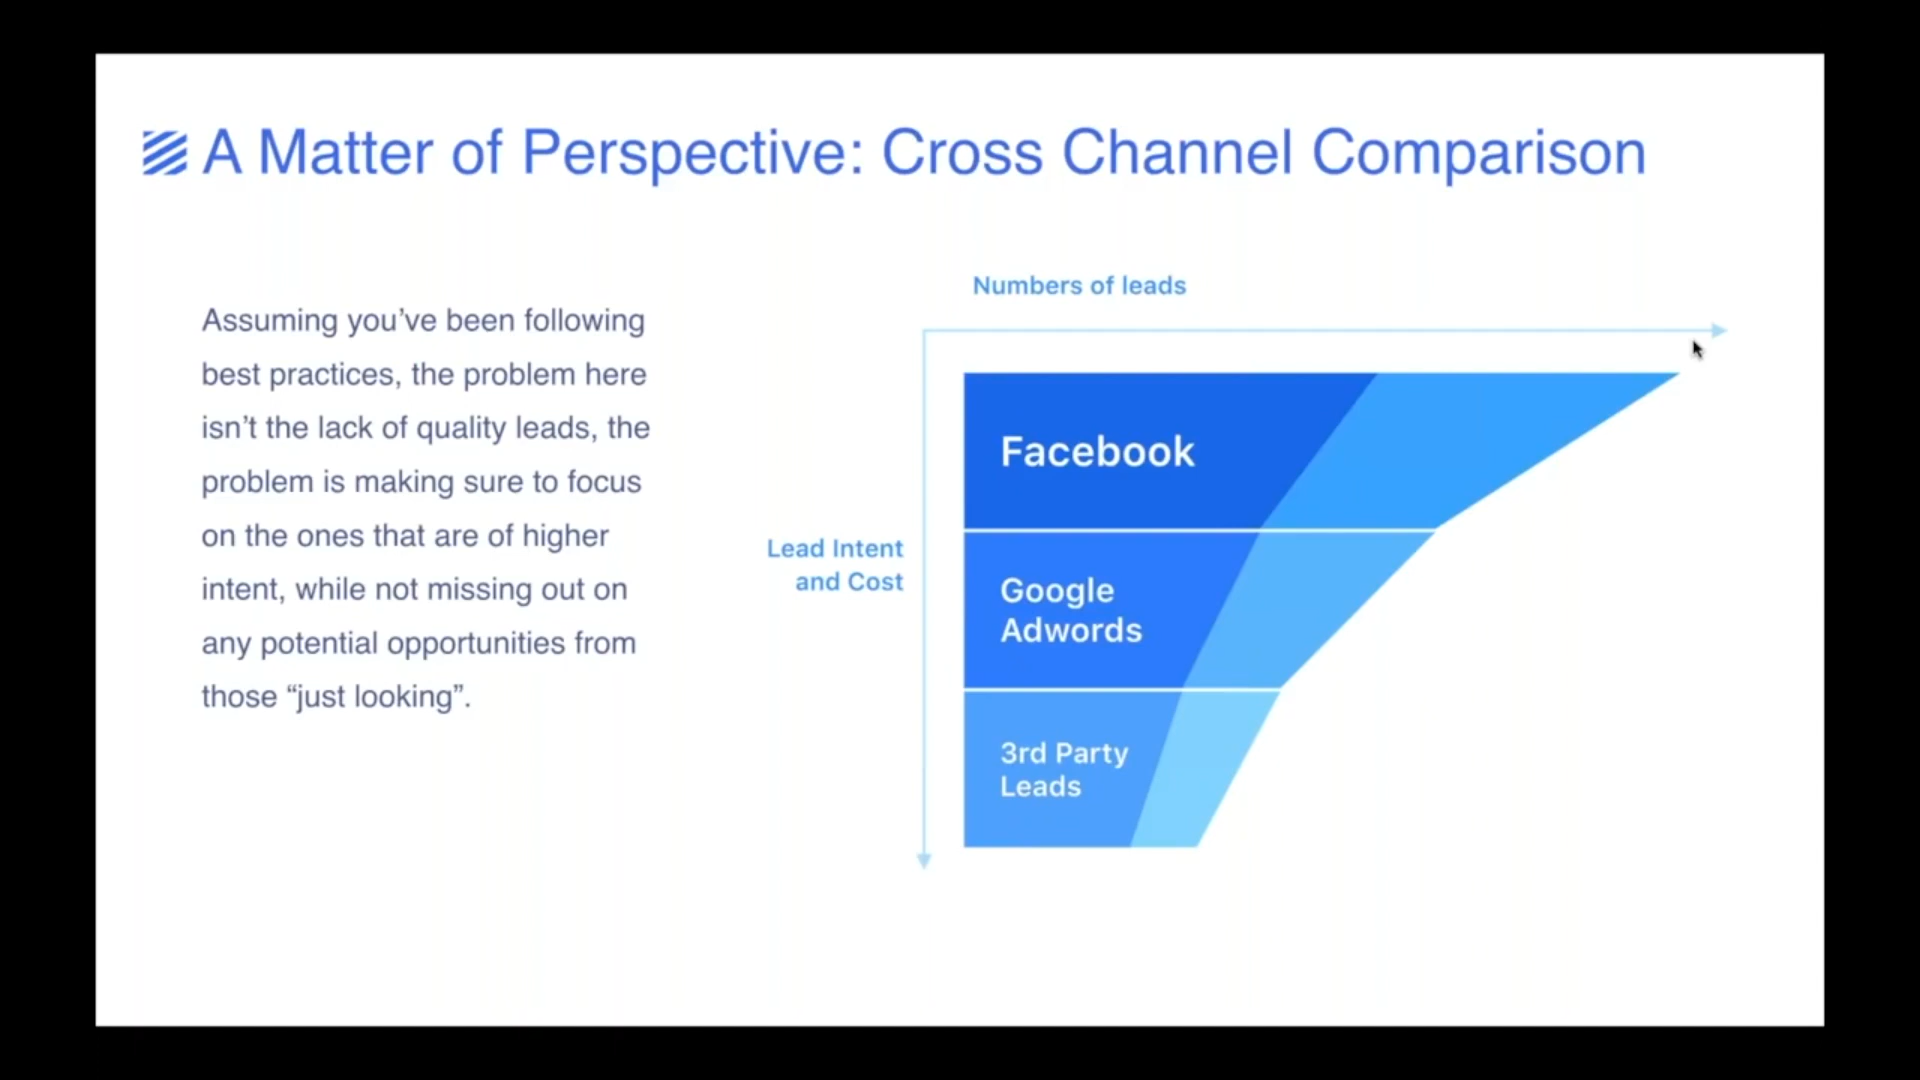 A Matter of Perspective: Cross Channel Comparison
Assuming you’ve been following
best practices, the problem here
isn’t the lack of quality leads, the
problem is making sure to focus
on the ones that are of higher
intent, while not missing out on
any potential opportunities from
those “just looking”.
Numbers of leads
Lead Intent
and Cost
Facebook
Google
Adwords
3rd Party
Leads